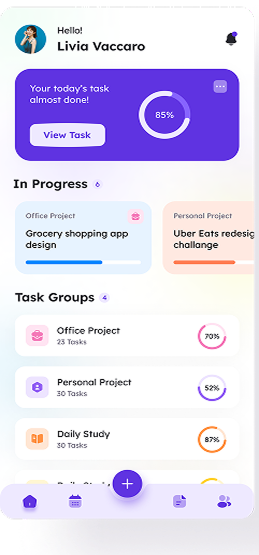 Hello!
Livia Vaccaro
Your today's task
almost done!
85%
View Task
In Progress 6
Office Project
Grocery shopping app
design
Personal Project
Uber Eats redesig
challange
Task Groups 4
Office Project
23 Tasks
70%
Personal Project
30 Tasks
52%
Daily Study
30 Tasks
87%